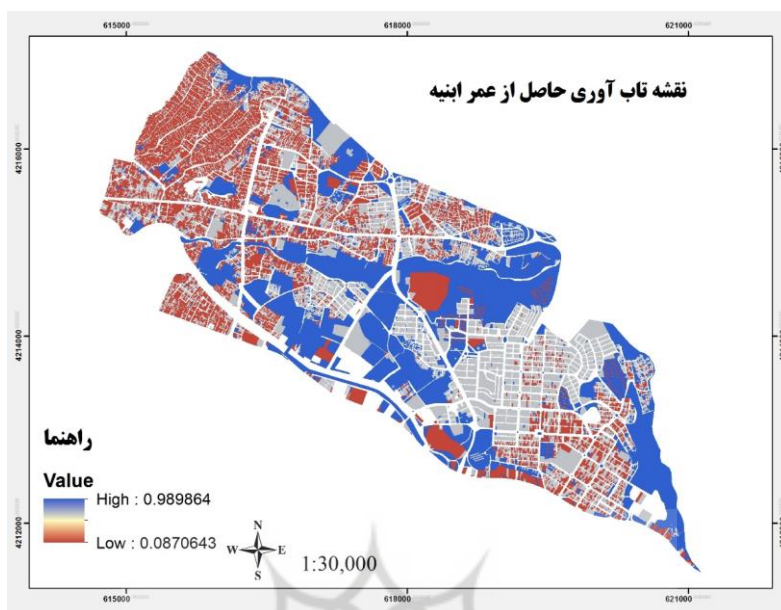 615000 618000 621000
نقشه تاب آوری حاصل از عمر ابنیه
4216000
4214000
4212000
راهنما
Value
High : 0.989864
Low : 0.0870643
N
W E
S
1:30,000
615000 618000 621000